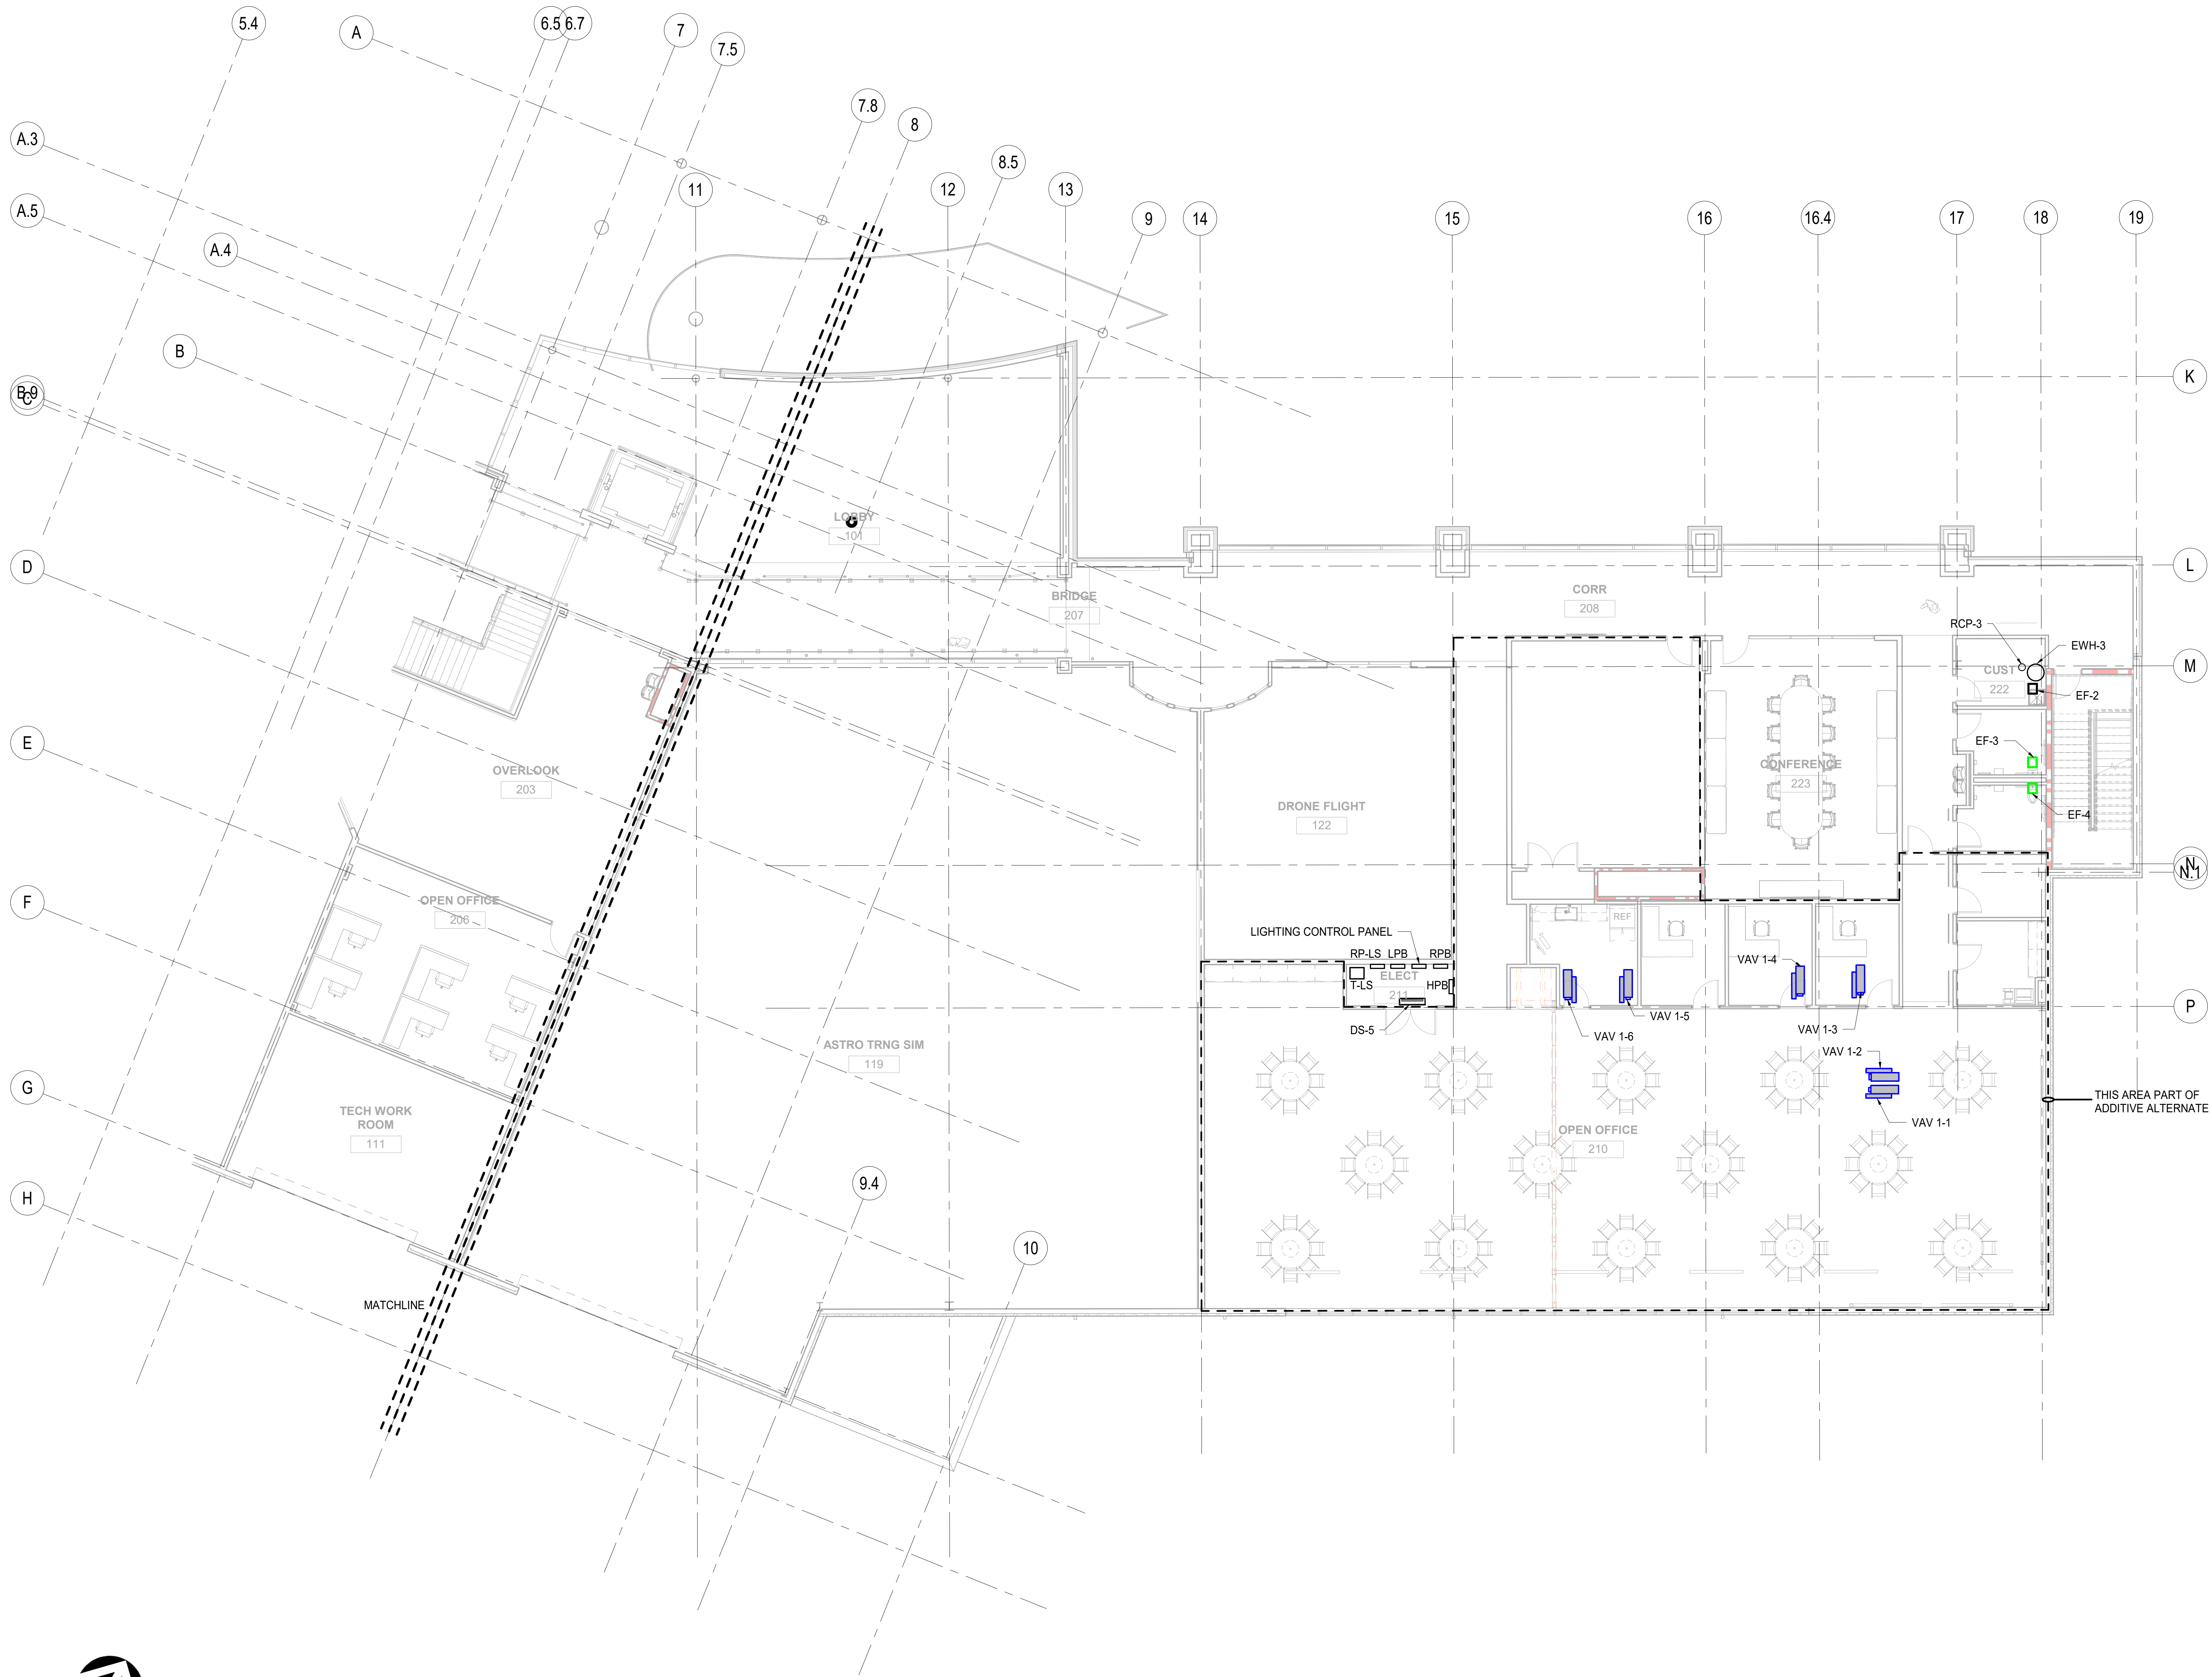 5.4
6.5
6.7
A
7
7.5
7.8
8
8.5
A.3
A.5
A.4
11
12
13
9
14
15
16
16.4
17
18
19
B
B.9
C
K
D
L
LOBBY
101
BRIDGE
207
CORR
208
RCP-3
EWH-3
M
CUST
222
EF-2
E
EF-3
OVERLOOK
203
CONFERENCE
223
DRONE FLIGHT
122
EF-4
N
N.1
F
OPEN OFFICE
206
REF
LIGHTING CONTROL PANEL
RP-LS
LPB
RPB
VAV 1-4
ELECT
211
T-LS
HPB
P
VAV 1-5
DS-5
VAV 1-6
VAV 1-3
ASTRO TRNG SIM
119
VAV 1-2
G
THIS AREA PART OF
ADDITIVE ALTERNATE
TECH WORK
ROOM
111
VAV 1-1
OPEN OFFICE
210
H
9.4
10
MATCHLINE